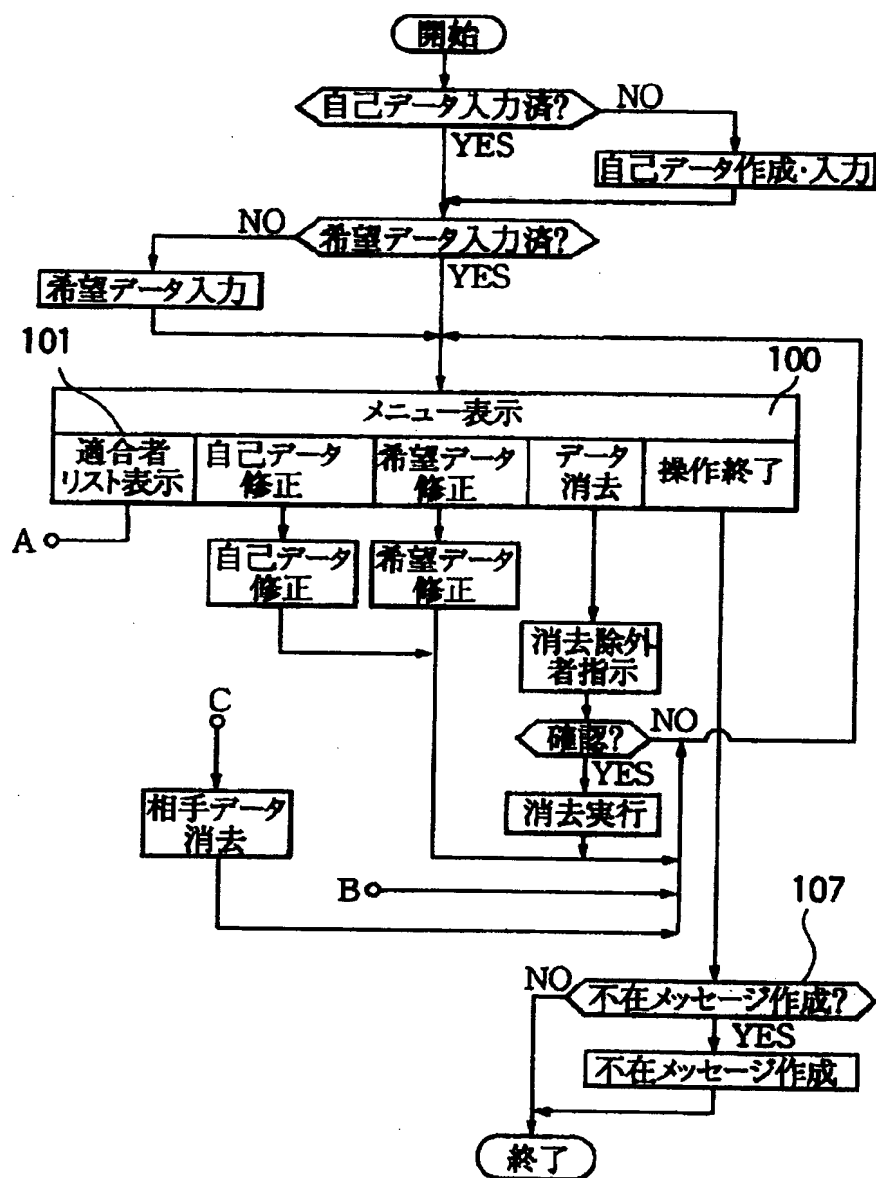 開始
自己データ入力済?
NO
YES
自己データ作成・入力
NO
希望データ入力済?
YES
希望データ入力
101
100
メニュー表示
適合者
リスト表示
自己データ
修正
希望データ
修正
データ
消去
操作終了
A
自己データ
修正
希望データ
修正
消去除外
者指示
C
確認?
NO
YES
相手データ
消去
消去実行
B
107
NO
不在メッセージ作成?
YES
不在メッセージ作成
終了